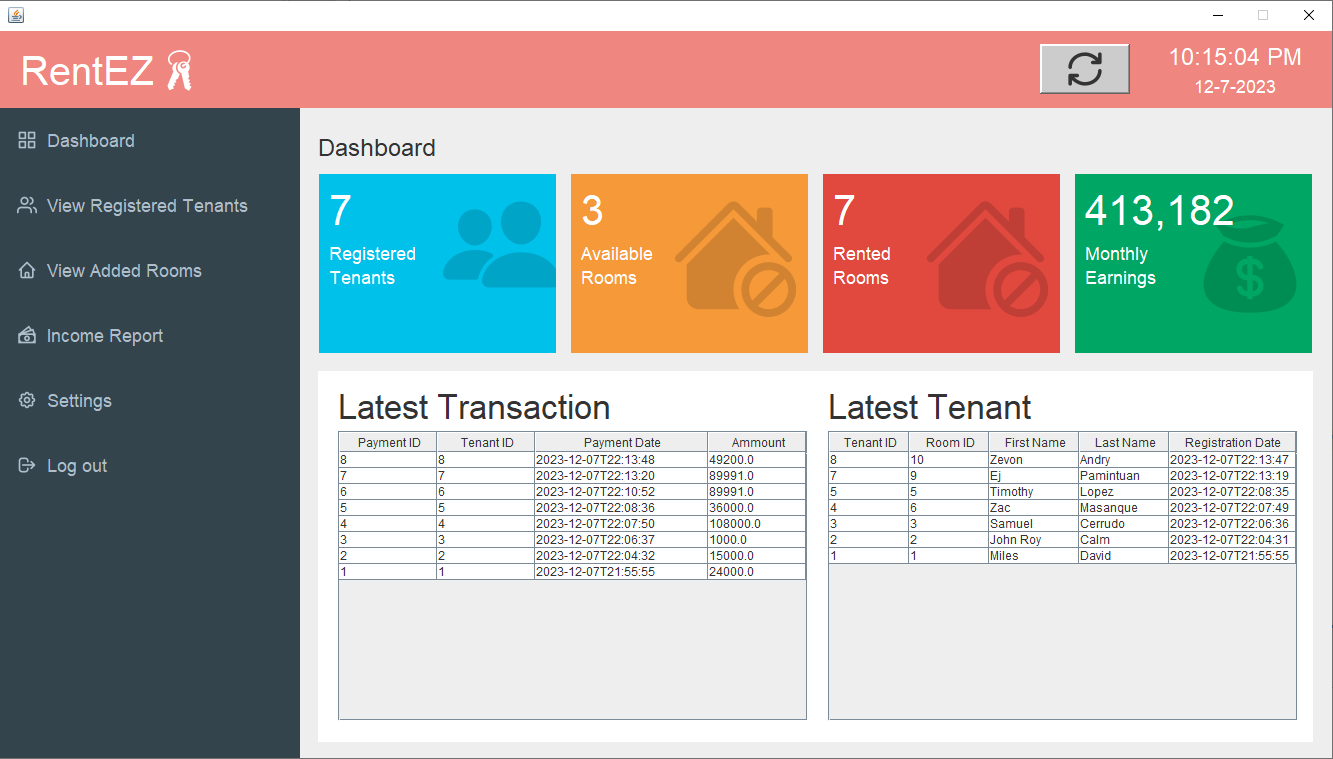 RentEZ
10:15:04 PM
12-7-2023
Dashboard
View Registered Tenants
View Added Rooms
Income Report
Settings
Log out
Dashboard
7
Registered
Tenants
3
Available
Rooms
7
Rented
Rooms
413,182
Monthly
Earnings
$
Latest Transaction
Payment ID Tenant ID Payment Date Ammount
8 8 2023-12-07T22:13:48 49200.0
7 7 2023-12-07T22:13:20 89991.0
6 6 2023-12-07T22:10:52 89991.0
5 5 2023-12-07T22:08:36 36000.0
4 4 2023-12-07T22:07:50 108000.0
3 3 2023-12-07T22:06:37 1000.0
2 2 2023-12-07T22:04:32 15000.0
1 1 2023-12-07T21:55:55 24000.0
Latest Tenant
Tenant ID Room ID First Name Last Name Registration Date
8 10 Zevon Andry 2023-12-07T22:13:47
7 9 Ej Pamintuan 2023-12-07T22:13:19
5 5 Timothy Lopez 2023-12-07T22:08:35
4 6 Zac Masanque 2023-12-07T22:07:49
3 3 Samuel Cerrudo 2023-12-07T22:06:36
2 2 John Roy Calm 2023-12-07T22:04:31
1 1 Miles David 2023-12-07T21:55:55